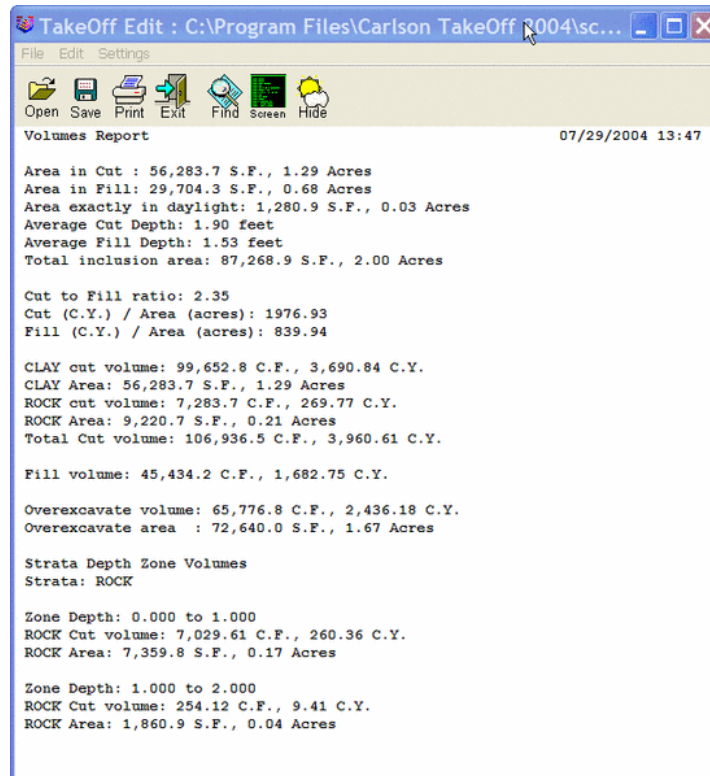 TakeOff Edit : C:\Program Files\Carlson TakeOff 2004\sc...
File Edit Settings
Open Save Print Exit Find Screen Hide
Volumes Report 07/29/2004 13:47
Area in Cut : 56,283.7 S.F., 1.29 Acres
Area in Fill: 29,704.3 S.F., 0.68 Acres
Area exactly in daylight: 1,280.9 S.F., 0.03 Acres
Average Cut Depth: 1.90 feet
Average Fill Depth: 1.53 feet
Total inclusion area: 87,268.9 S.F., 2.00 Acres
Cut to Fill ratio: 2.35
Cut (C.Y.) / Area (acres): 1976.93
Fill (C.Y.) / Area (acres): 839.94
CLAY cut volume: 99,652.8 C.F., 3,690.84 C.Y.
CLAY Area: 56,283.7 S.F., 1.29 Acres
ROCK cut volume: 7,283.7 C.F., 269.77 C.Y.
ROCK Area: 9,220.7 S.F., 0.21 Acres
Total Cut volume: 106,936.5 C.F., 3,960.61 C.Y.
Fill volume: 45,434.2 C.F., 1,682.75 C.Y.
Overexcavate volume: 65,776.8 C.F., 2,436.18 C.Y.
Overexcavate area : 72,640.0 S.F., 1.67 Acres
Strata Depth Zone Volumes
Strata: ROCK
Zone Depth: 0.000 to 1.000
ROCK Cut volume: 7,029.61 C.F., 260.36 C.Y.
ROCK Area: 7,359.8 S.F., 0.17 Acres
Zone Depth: 1.000 to 2.000
ROCK Cut volume: 254.12 C.F., 9.41 C.Y.
ROCK Area: 1,860.9 S.F., 0.04 Acres